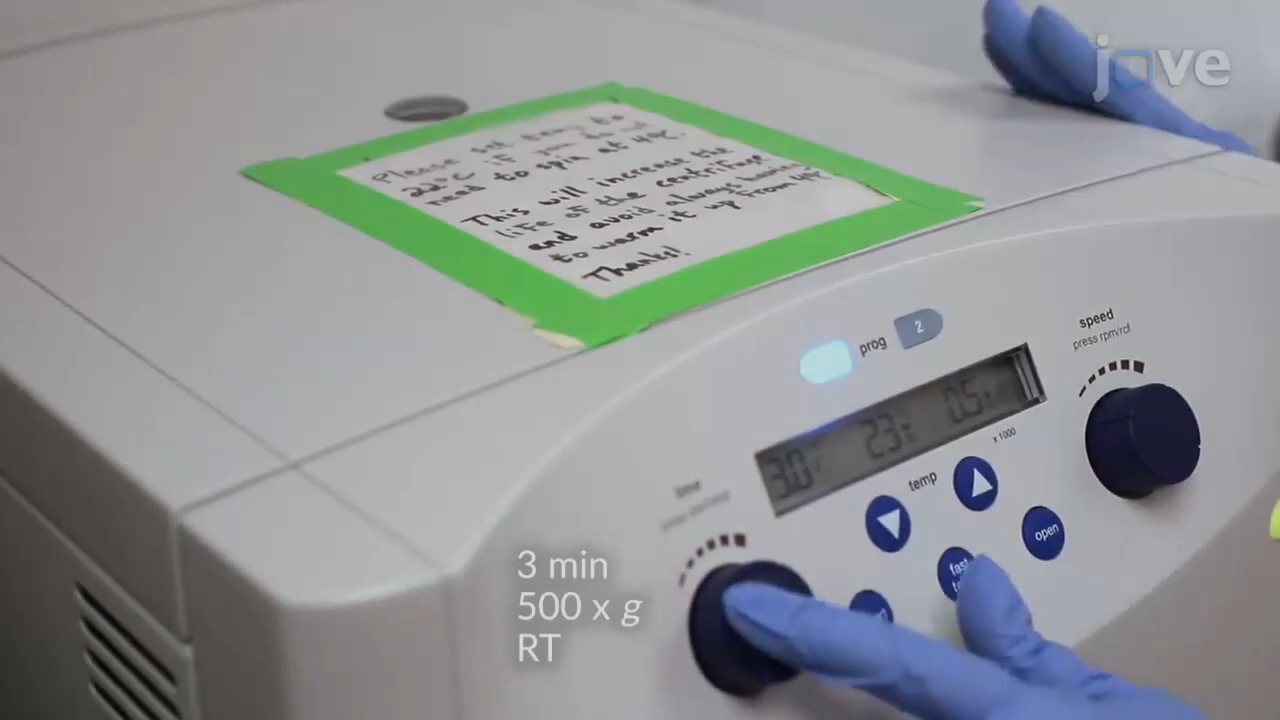 jove
Please set temp to
22°C if you do not
need to spin at 4°C.
This will increase the
life of the centrifuge
and avoid always having
to warm it up from 4°C
Thanks!
prog
2
speed
press rpm/rcf
3.0
23
0.5
x 1000
temp
time
open
fast
3 min
500 x g
RT